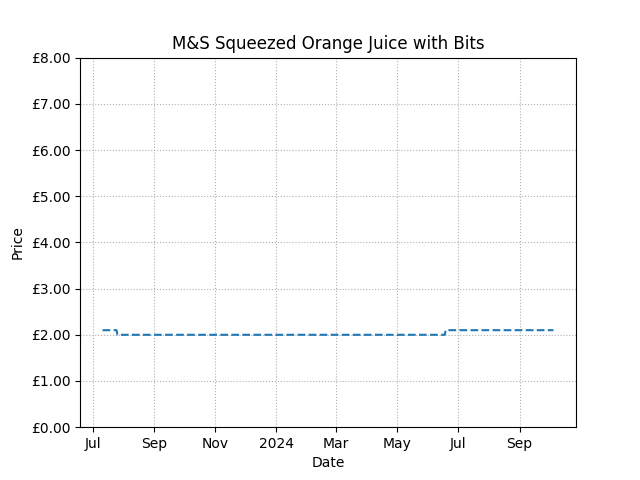 M&S Squeezed Orange Juice with Bits
£8.00
£7.00
£6.00
£5.00
£4.00
£3.00
£2.00
£1.00
£0.00
Price
Jul Sep Nov 2024 Mar May Jul Sep
Date